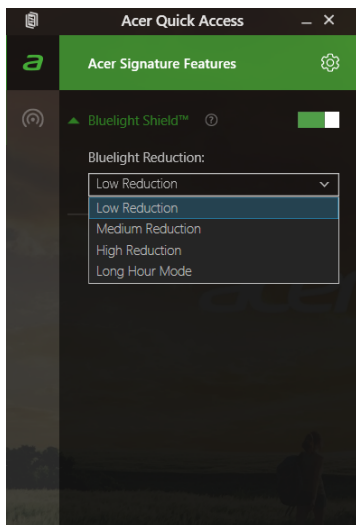 Acer Quick Access
Acer Signature Features
Bluelight Shield™
Bluelight Reduction:
Low Reduction
Low Reduction
Medium Reduction
High Reduction
Long Hour Mode
acer